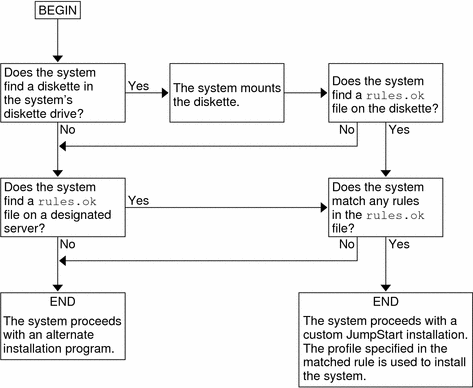 BEGIN
Does the system
find a diskette in
the system's
diskette drive?
Yes
The system mounts
the diskette.
Does the system
find a rules.ok
file on the diskette?
No
No
Yes
Does the system
find a rules.ok
file on a designated
server?
Yes
Does the system
match any rules
in the rules.ok
file?
No
No
Yes
END
The system proceeds
with an alternate
installation program.
END
The system proceeds with a
custom JumpStart installation.
The profile specified in the
matched rule is used to install
the system.